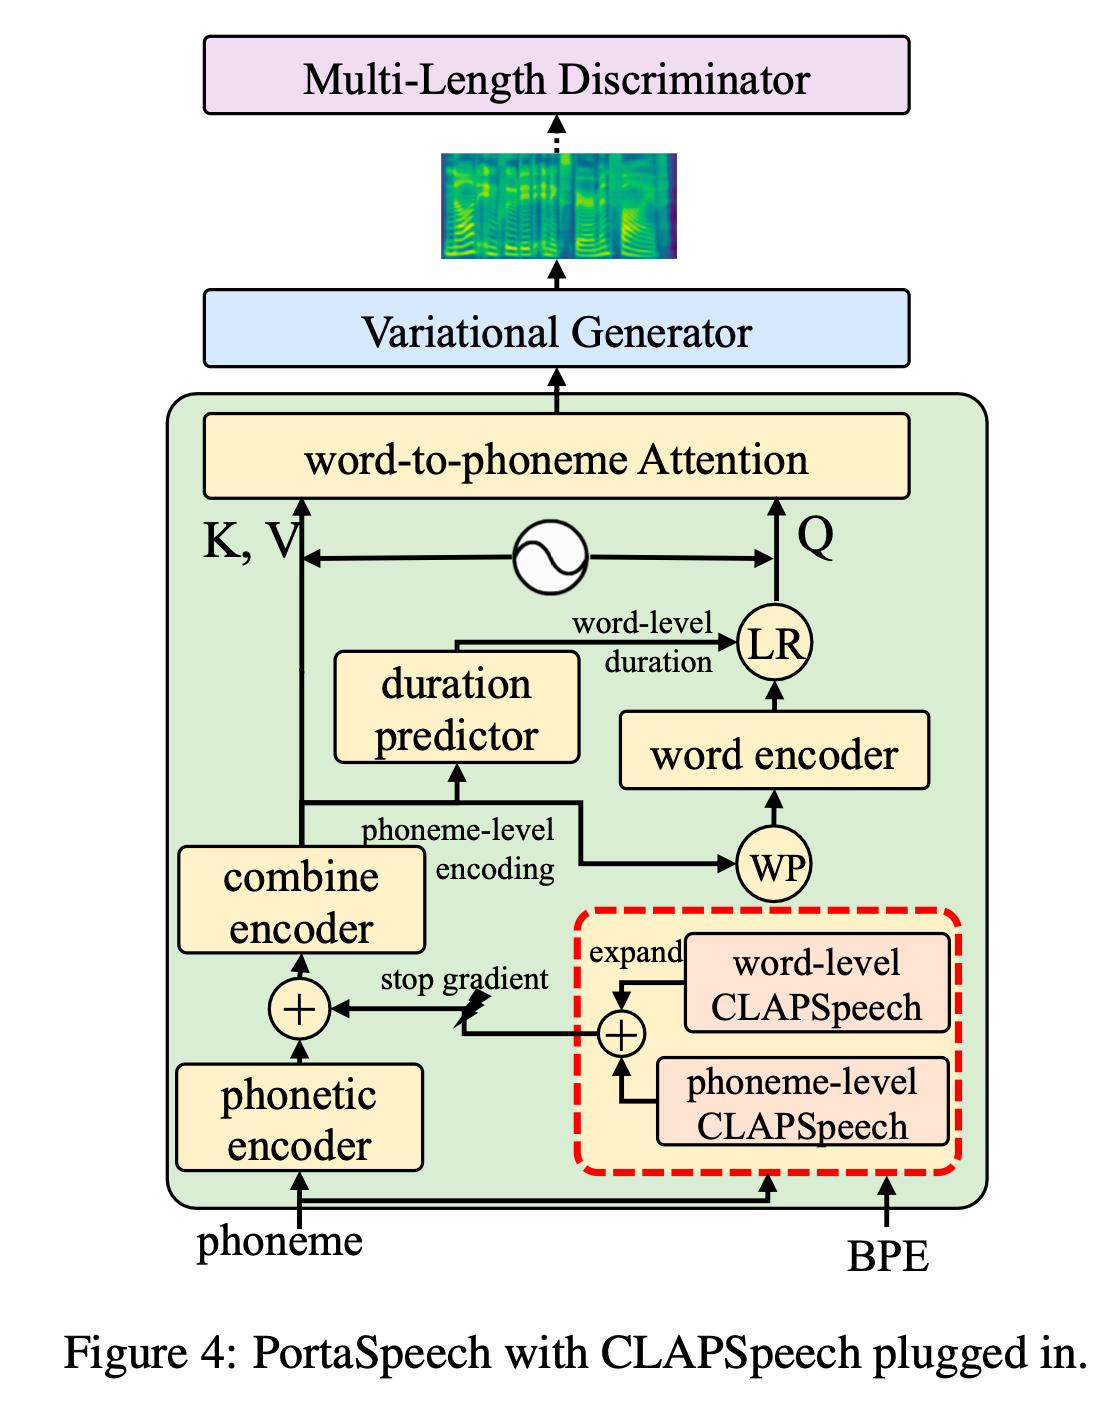 Multi-Length Discriminator
Variational Generator
word-to-phoneme Attention
K, V
Q
word-level
duration
LR
duration
predictor
word encoder
phoneme-level
encoding
WP
combine
encoder
stop gradient
expand
word-level
CLAPSpeech
phoneme-level
CLAPSpeech
phonetic
encoder
phoneme
BPE
Figure 4: PortaSpeech with CLAPSpeech plugged in.